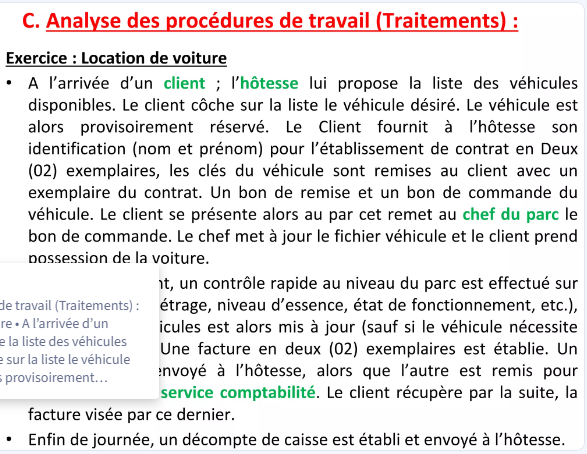 C. Analyse des procédures de travail (Traitements) :
Exercice : Location de voiture
• A l’arrivée d’un client ; l’hôtesse lui propose la liste des véhicules
disponibles. Le client côche sur la liste le véhicule désiré. Le véhicule est
alors provisoirement réservé. Le Client fournit à l’hôtesse son
identification (nom et prénom) pour l’établissement de contrat en Deux
(02) exemplaires, les clés du véhicule sont remises au client avec un
exemplaire du contrat. Un bon de remise et un bon de commande du
véhicule. Le client se présente alors au par cet remet au chef du parc le
bon de commande. Le chef met à jour le fichier véhicule et le client prend
possession de la voiture.
nt, un contrôle rapide au niveau du parc est effectué sur
de travail (Traitements) :
étrage, niveau d’essence, état de fonctionnement, etc.),
re • A l’arrivée d’un
icules est alors mis à jour (sauf si le véhicule nécessite
e la liste des véhicules
Une facture en deux (02) exemplaires est établie. Un
e sur la liste le véhicule
envoyé à l’hôtesse, alors que l’autre est remis pour
s provisoirement...
service comptabilité. Le client récupère par la suite, la
facture visée par ce dernier.
• Enfin de journée, un décompte de caisse est établi et envoyé à l’hôtesse.